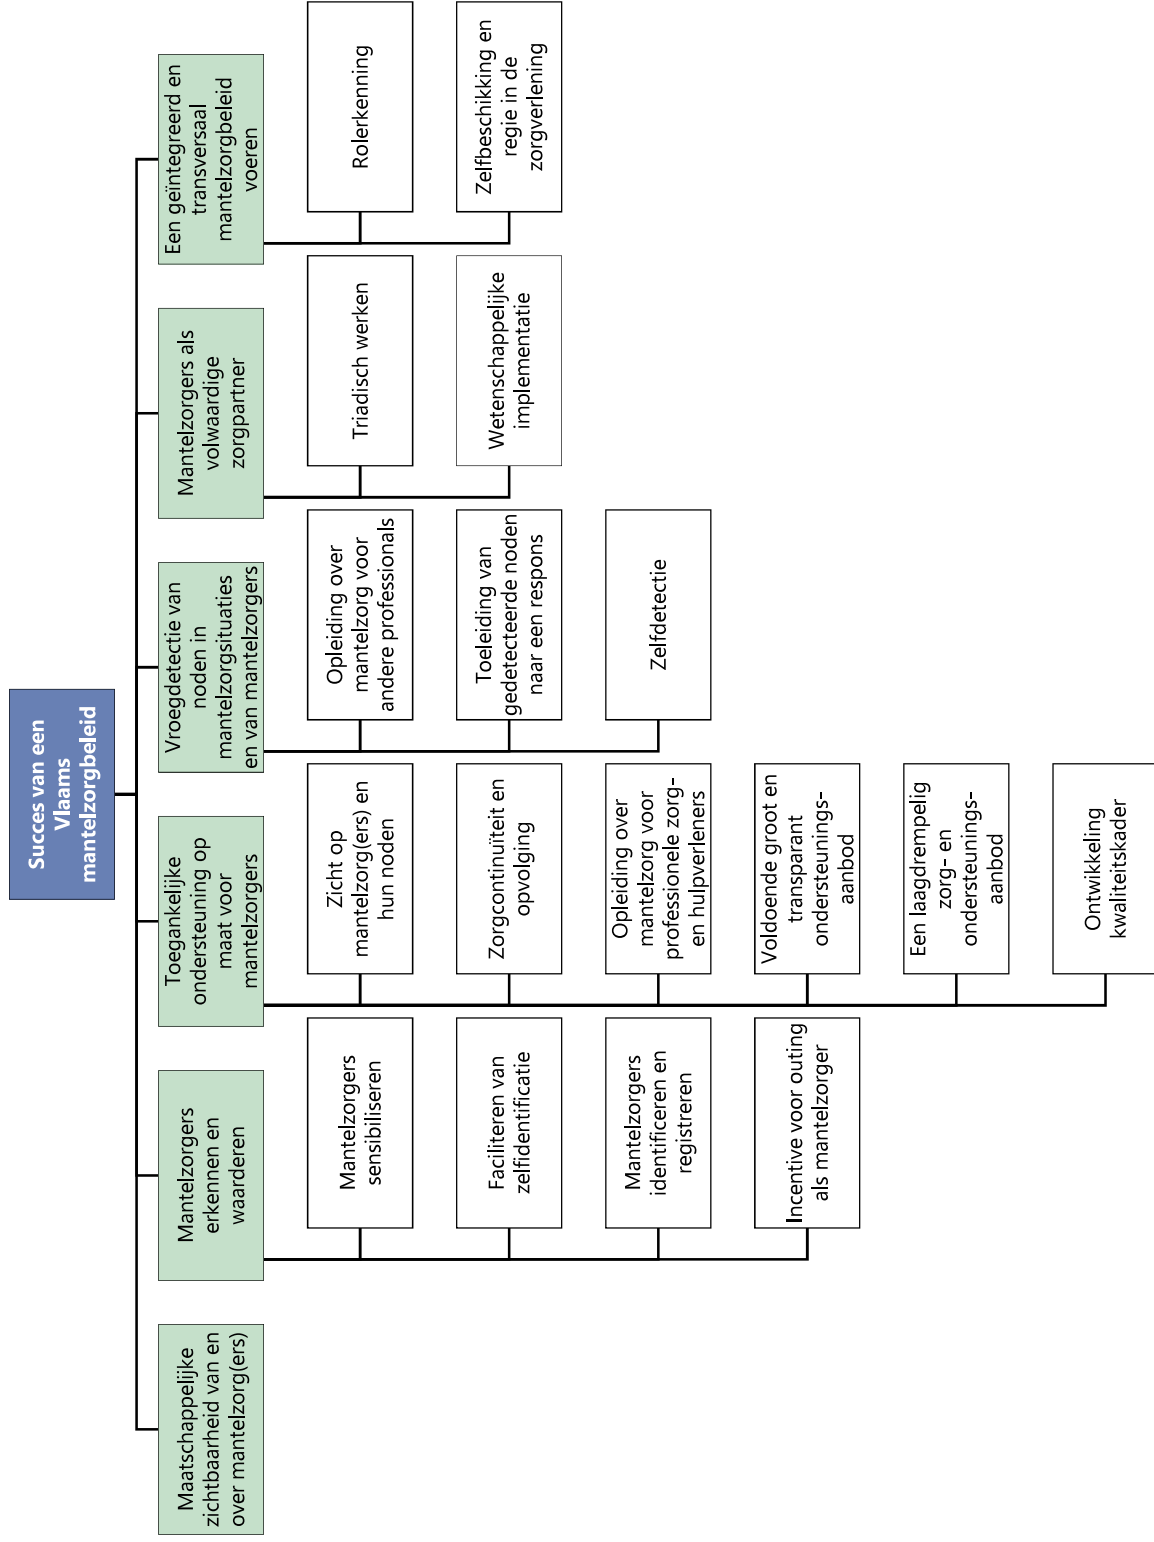 Succes van een
Vlaams
mantelzorgbeleid
Maatschappelijke
zichtbaarheid van en
over mantelzorg(ers)
Mantelzorgers
erkennen en
waarderen
Mantelzorgers
sensibiliseren
Faciliteren van
zelfidentificatie
Mantelzorgers
identificeren en
registreren
Incentive voor outing
als mantelzorger
Toegankelijke
ondersteuning op
maat voor
mantelzorgers
Zicht op
mantelzorg(ers) en
hun noden
Zorgcontinuïteit en
opvolging
Opleiding over
mantelzorg voor
professionele zorg-
en hulpverleners
Voldoende groot en
transparant
ondersteunings-
aanbod
Een laagdrempelig
zorg- en
ondersteunings-
aanbod
Ontwikkeling
kwaliteitskader
Vroegdetectie van
noden in
mantelzorgsituaties
en van mantelzorgers
Opleiding over
mantelzorg voor
andere professionals
Toeleiding van
gedetecteerde noden
naar een respons
Zelfdetectie
Mantelzorgers als
volwaardige
zorgpartner
Triadisch werken
Wetenschappelijke
implementatie
Een geïntegreerd en
transversaal
mantelzorgbeleid
voeren
Rolerkenning
Zelfbeschikking en
regie in de
zorgverlening